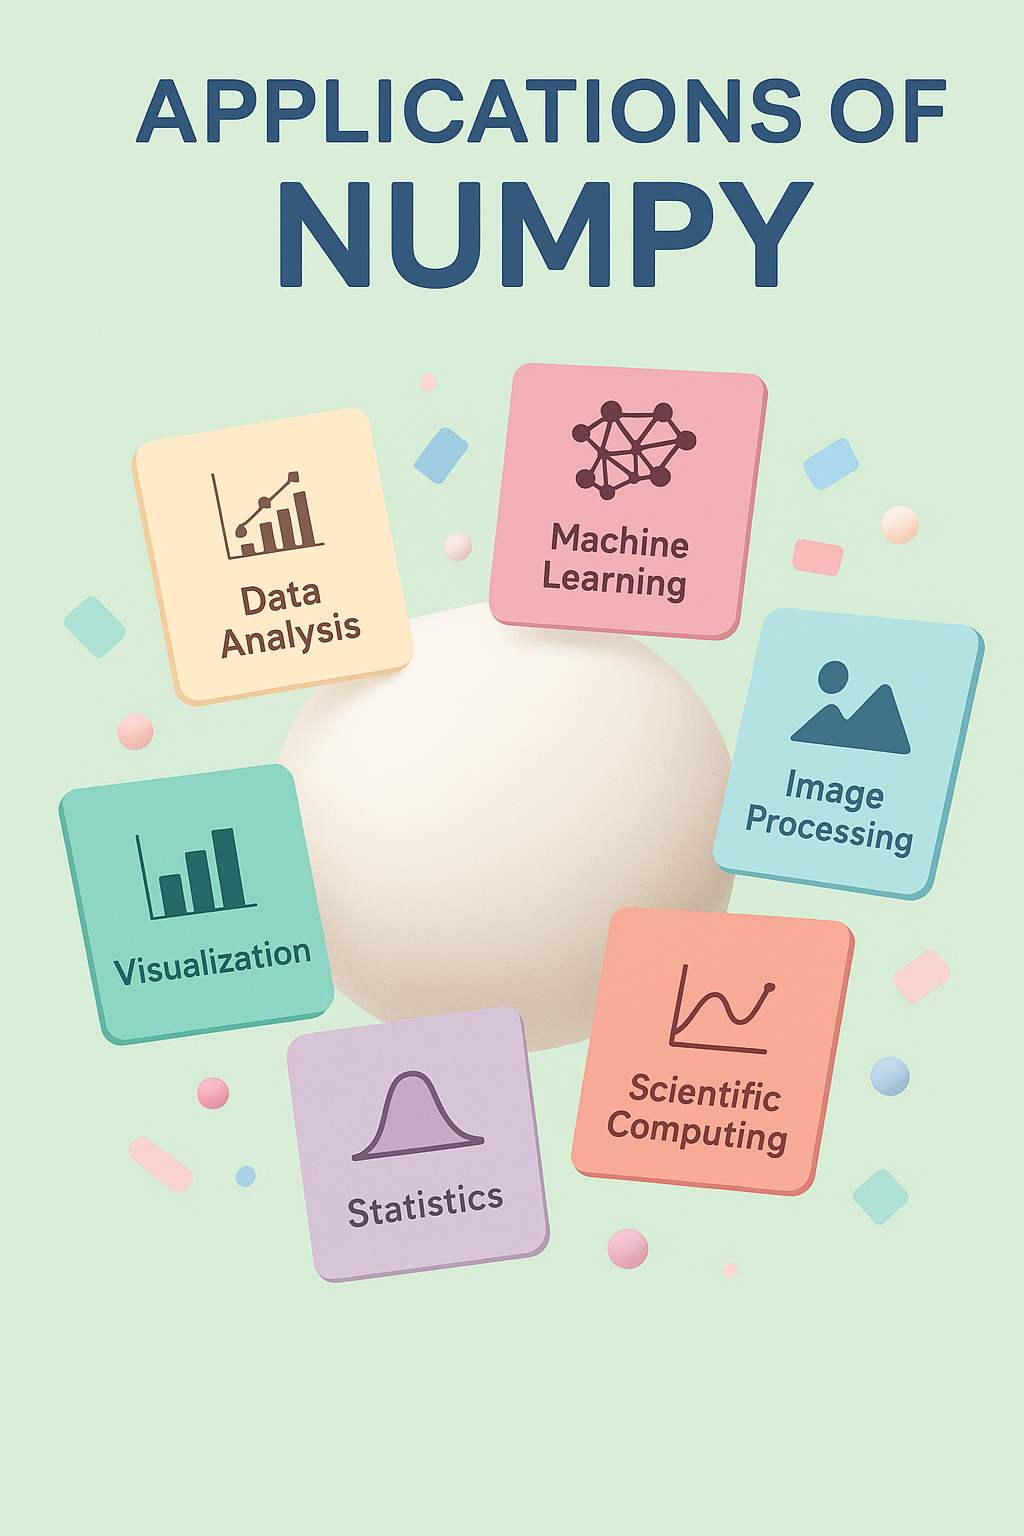 APPLICATIONS OF
NUMPY
Data
Analysis
Machine
Learning
Image
Processing
Visualization
Scientific
Computing
Statistics